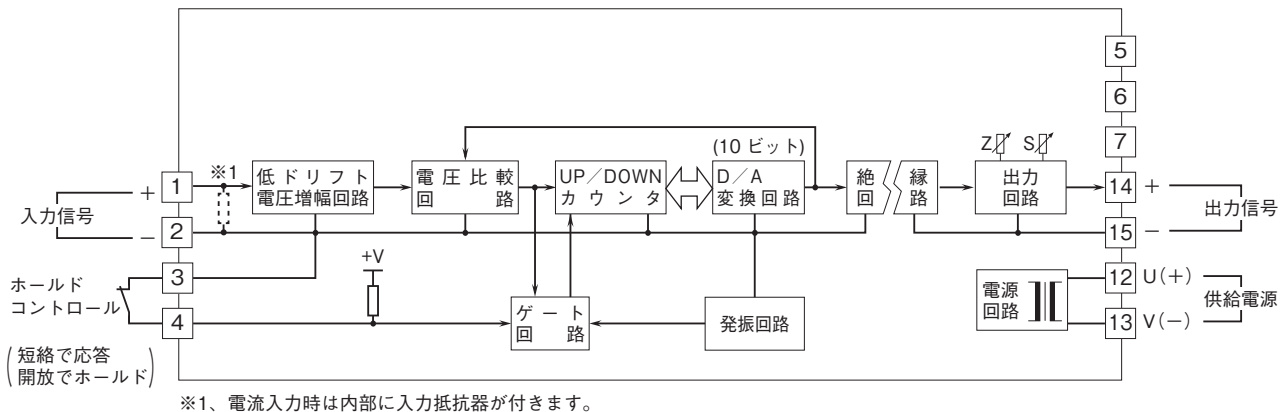 5
6
7
(10 ビット)
Z
S
※1
1
低ドリフト
電圧増幅回路
電圧比較
回 路
UP/DOWN
カウンタ
D/A
変換回路
絶
回
縁
路
出力
回路
14
+
+
入力信号
−
2
出力信号
15
−
3
+V
ホールド
コントロール
4
ゲート
回 路
発振回路
電源
回路
12
U(+)
供給電源
13
V(−)
(短絡で応答
開放でホールド)
※1、電流入力時は内部に入力抵抗器が付きます。